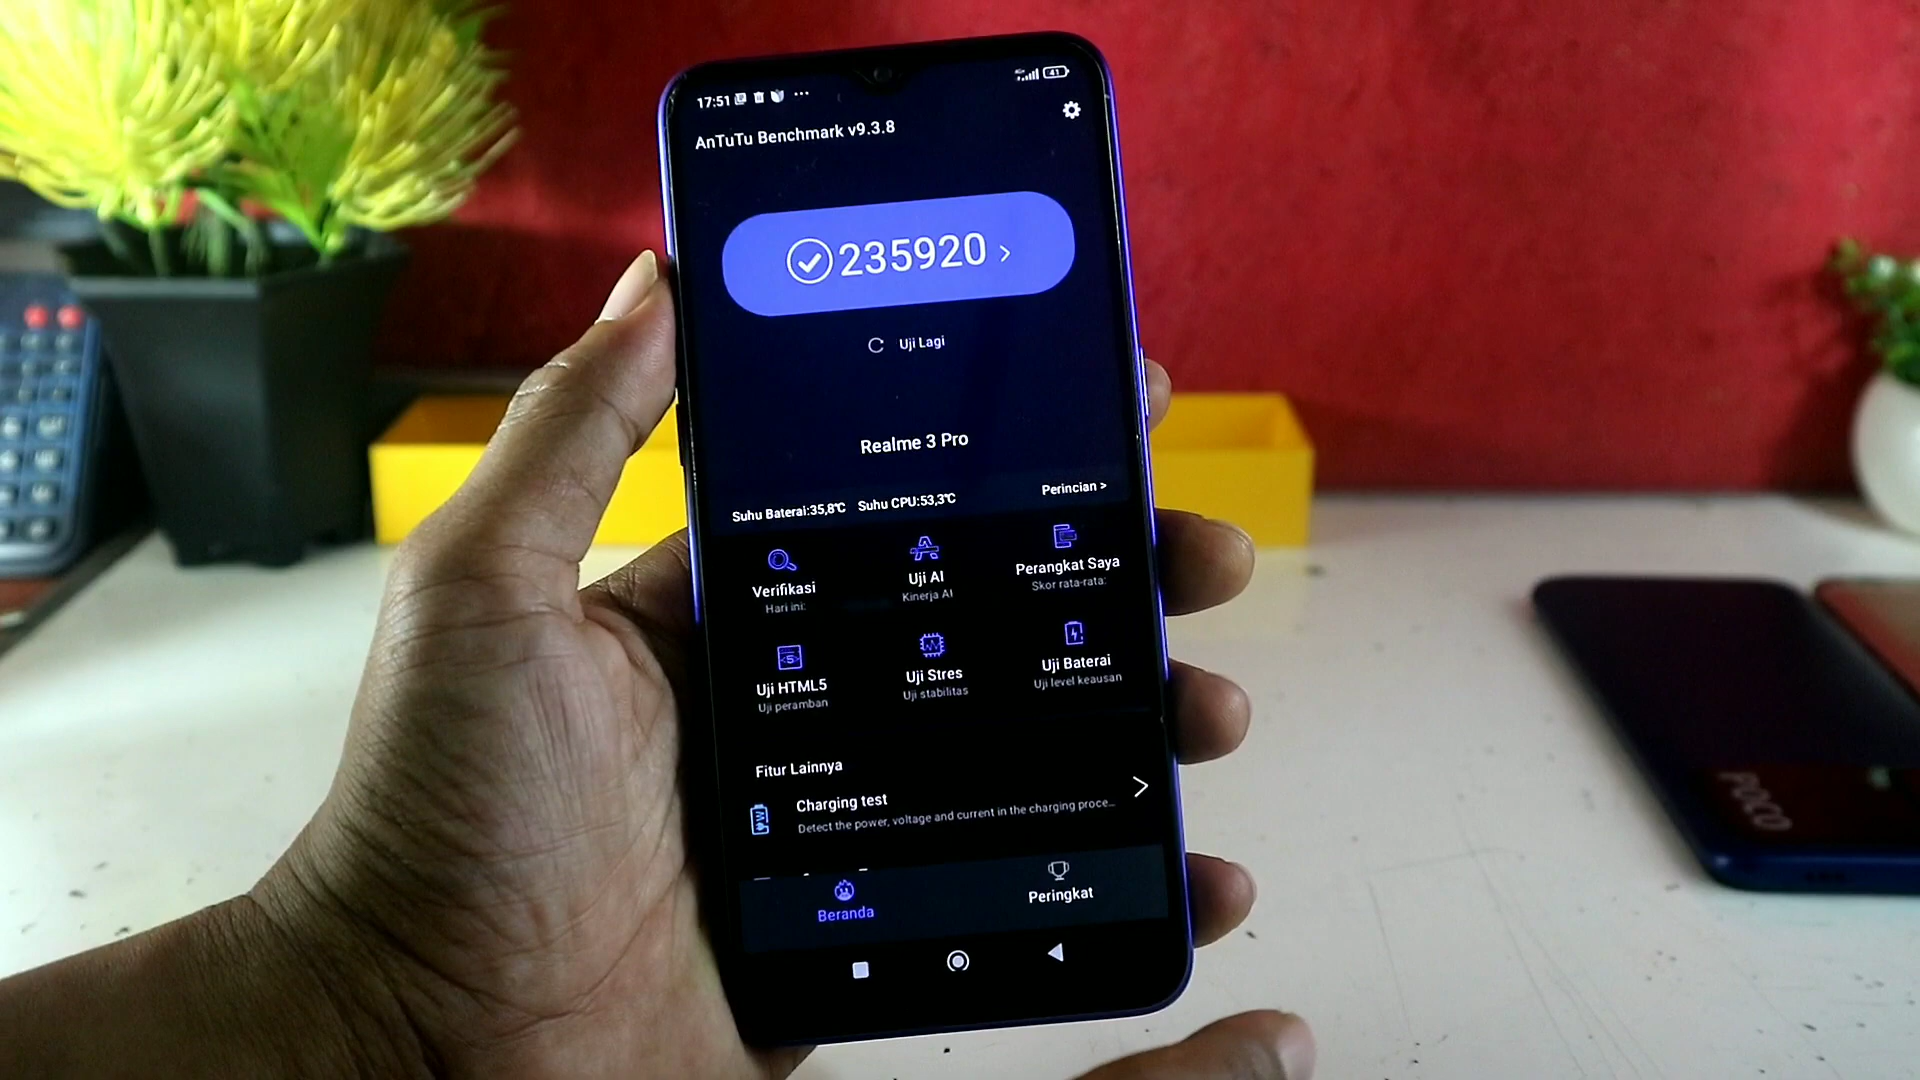 17:51
41
AnTuTu Benchmark v9.3.8
235920
Uji Lagi
Realme 3 Pro
Suhu Baterai:35,8℃ Suhu CPU:53,3℃ Perincian >
Verifikasi
Hari ini:
Uji AI
Kinerja AI
Perangkat Saya
Skor rata-rata:
Uji HTML5
Uji peramban
Uji Stres
Uji stabilitas
Uji Baterai
Uji level keausan
Fitur Lainnya
Charging test
Detect the power, voltage and current in the charging proce...
Beranda
Peringkat
POCO